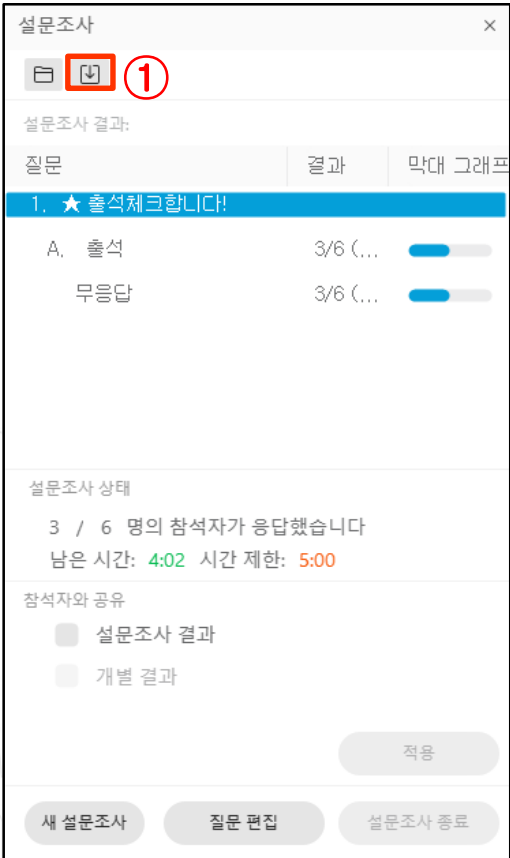 설문조사 ×
①
설문조사 결과:
질문 결과 막대 그래프
1. ★ 출석체크합니다!
A. 출석 3/6 (...
무응답 3/6 (...
설문조사 상태
3 / 6 명의 참석자가 응답했습니다
남은 시간: 4:02 시간 제한: 5:00
참석자와 공유
설문조사 결과
개별 결과
적용
새 설문조사 질문 편집 설문조사 종료